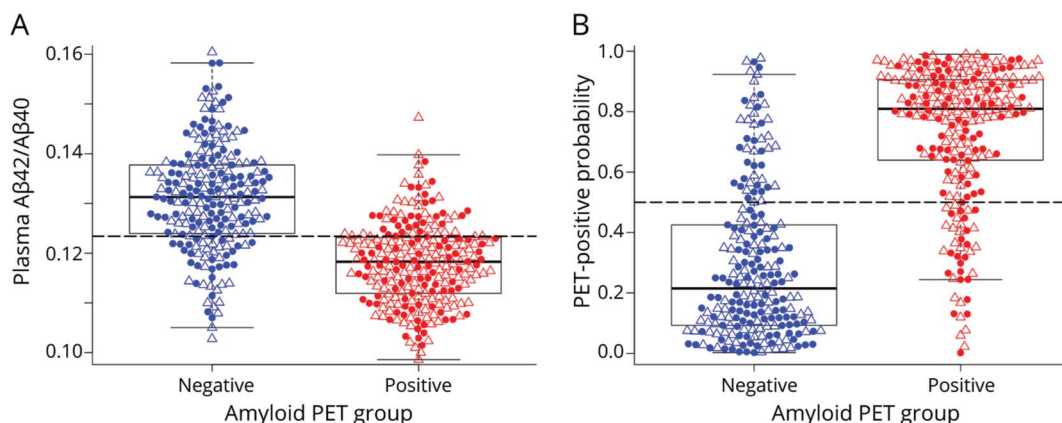 A
Plasma Aβ42/Aβ40
0.16
0.14
0.12
0.10
Negative
Positive
Amyloid PET group
B
PET-positive probability
1.0
0.8
0.6
0.4
0.2
0.0
Negative
Positive
Amyloid PET group